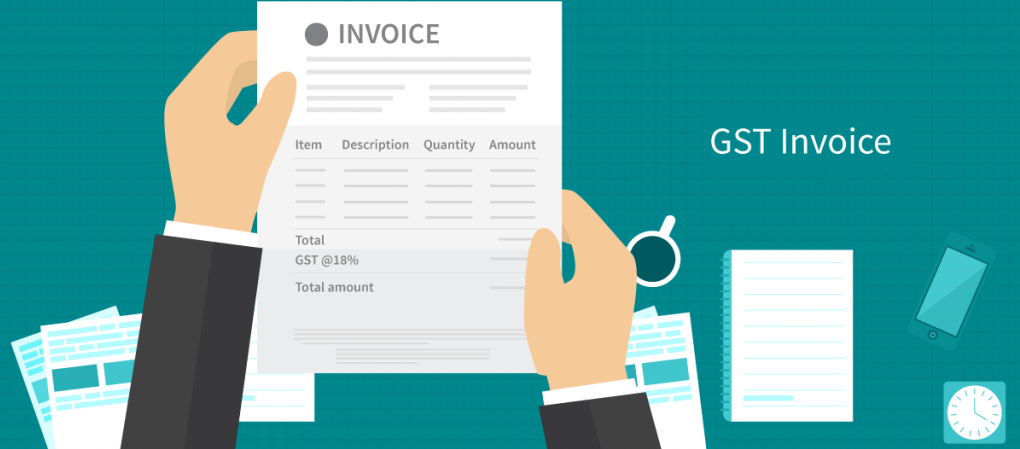 INVOICE
Item Description Quantity Amount
Total
GST @18%
Total amount
GST Invoice